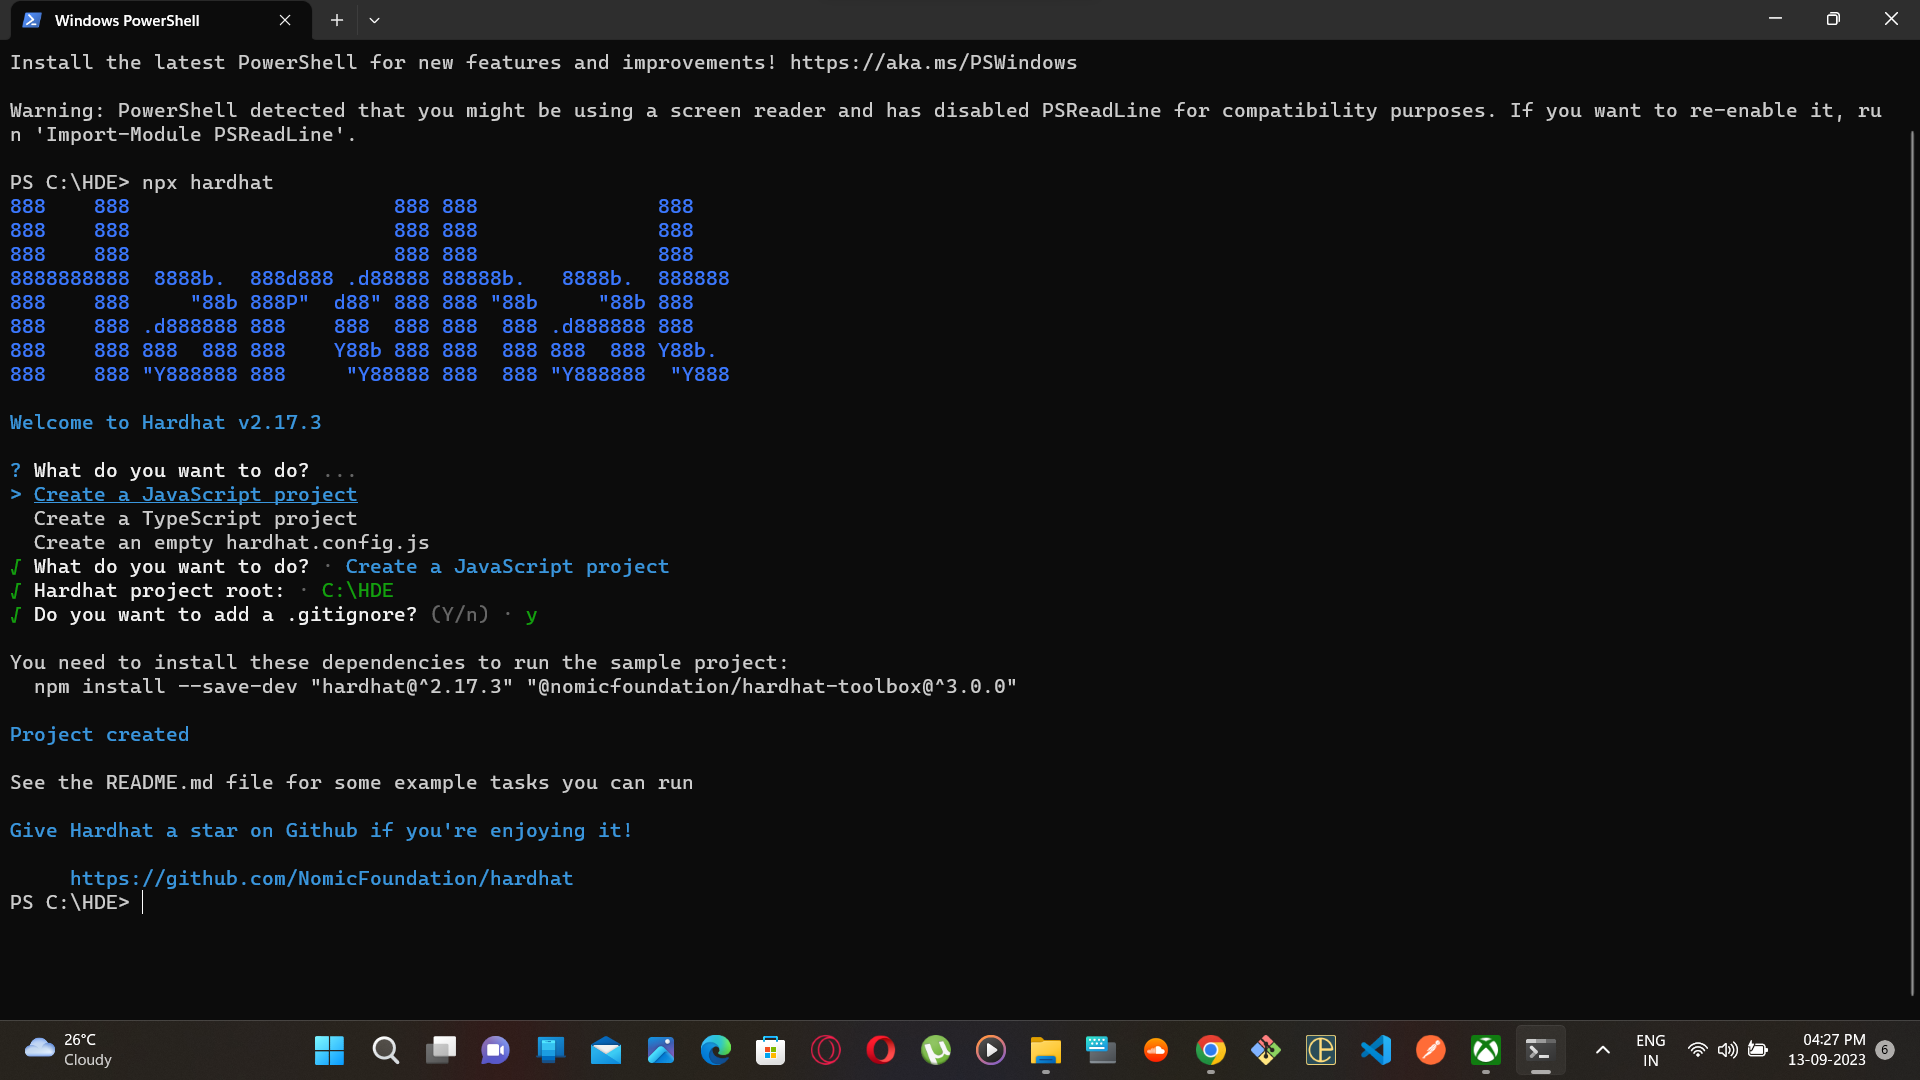 Windows PowerShell
Install the latest PowerShell for new features and improvements! https://aka.ms/PSWindows
Warning: PowerShell detected that you might be using a screen reader and has disabled PSReadLine for compatibility purposes. If you want to re-enable it, ru
n 'Import-Module PSReadLine'.
PS C:\HDE> npx hardhat
888    888                      888 888               888
888    888                      888 888               888
888    888                      888 888               888
8888888888  8888b.  888d888 .d88888 88888b.   8888b.  888888
888    888     "88b 888P"  d88" 888 888 "88b     "88b 888
888    888 .d888888 888    888  888 888  888 .d888888 888
888    888 888  888 888    Y88b 888 888  888 888  888 Y88b.
888    888 "Y888888 888     "Y88888 888  888 "Y888888  "Y888
Welcome to Hardhat v2.17.3
? What do you want to do? ...
> Create a JavaScript project
Create a TypeScript project
Create an empty hardhat.config.js
√ What do you want to do? · Create a JavaScript project
√ Hardhat project root: · C:\HDE
√ Do you want to add a .gitignore? (Y/n) · y
You need to install these dependencies to run the sample project:
npm install --save-dev "hardhat@^2.17.3" "@nomicfoundation/hardhat-toolbox@^3.0.0"
Project created
See the README.md file for some example tasks you can run
Give Hardhat a star on Github if you're enjoying it!
https://github.com/NomicFoundation/hardhat
PS C:\HDE>
26°C
Cloudy
ENG
IN
04:27 PM
13-09-2023
6